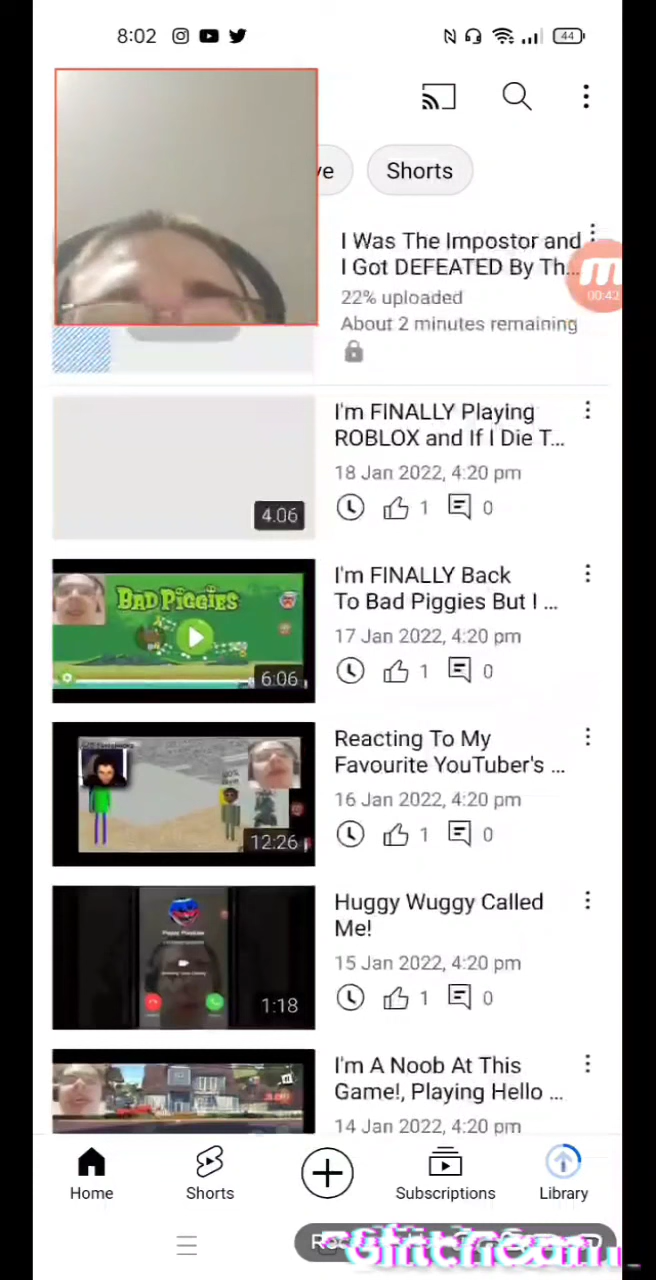 8:02
44
ve
Shorts
I Was The Impostor and
I Got DEFEATED By Th...
22% uploaded
About 2 minutes remaining
00:42
I'm FINALLY Playing
ROBLOX and If I Die T...
18 Jan 2022, 4:20 pm
1 0
4.06
I'm FINALLY Back
To Bad Piggies But I ...
17 Jan 2022, 4:20 pm
1 0
BAD PIGGIES
6:06
Reacting To My
Favourite YouTuber's ...
16 Jan 2022, 4:20 pm
1 0
12:26
Huggy Wuggy Called
Me!
15 Jan 2022, 4:20 pm
1 0
1:18
I'm A Noob At This
Game!, Playing Hello ...
14 Jan 2022, 4:20 pm
Home
Shorts
Subscriptions
Library